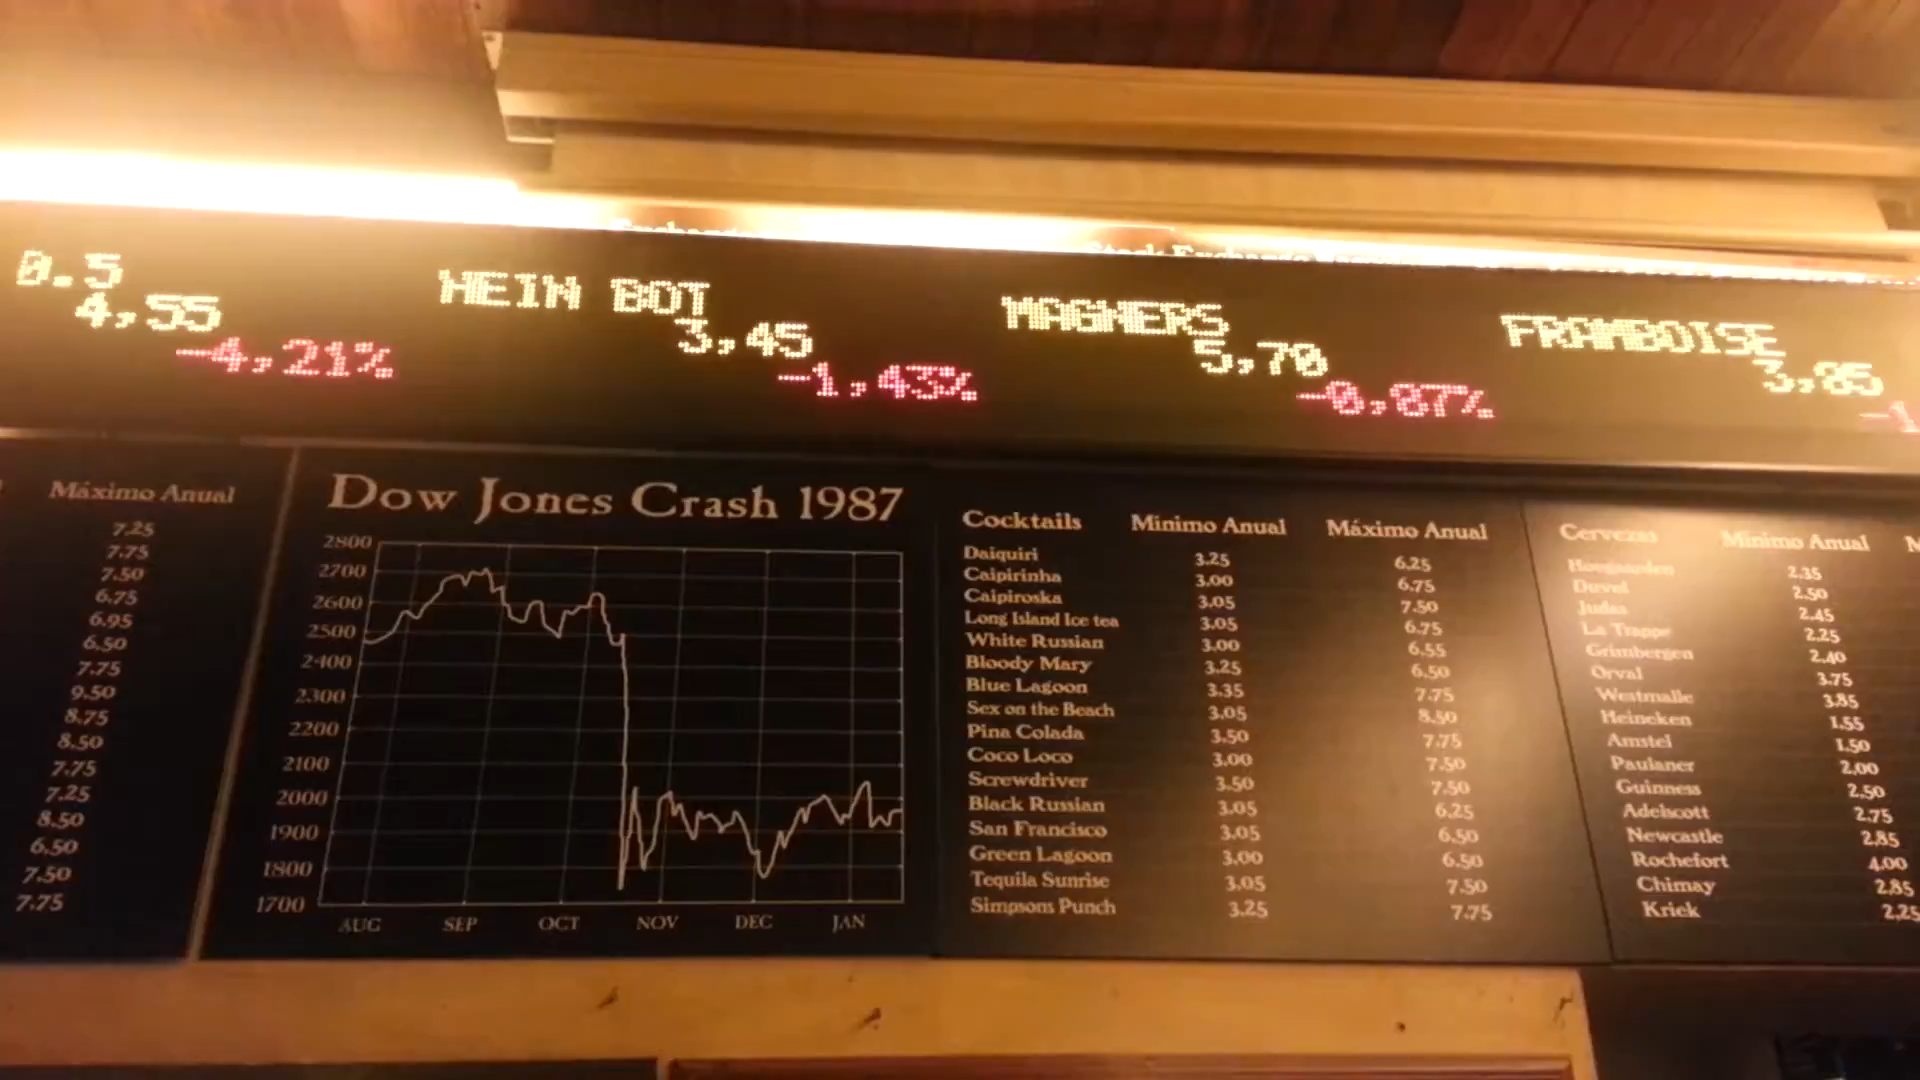 Exchange
Stock Exchange
0.5
4,55
-4,21%
HEIN BOT
3,45
-1,43%
MAGNERS
5,70
-0,87%
FRAMBOISE
3,85
-1
Máximo Anual
7.25
7.75
7.50
6.75
6.95
6.50
7.75
9.50
8.75
8.50
7.75
7.25
8.50
6.50
7.50
7.75
Dow Jones Crash 1987
2800
2700
2600
2500
2400
2300
2200
2100
2000
1900
1800
1700
AUG SEP OCT NOV DEC JAN
Cocktails Minimo Anual Máximo Anual
Daiquiri 3.25 6.25
Caipirinha 3.00 6.75
Caipiroska 3.05 7.50
Long Island Ice tea 3.05 6.75
White Russian 3.00 6.55
Bloody Mary 3.25 6.50
Blue Lagoon 3.35 7.75
Sex on the Beach 3.05 8.50
Pina Colada 3.50 7.75
Coco Loco 3.00 7.50
Screwdriver 3.50 7.50
Black Russian 3.05 6.25
San Francisco 3.05 6.50
Green Lagoon 3.00 6.50
Tequila Sunrise 3.05 7.50
Simpsons Punch 3.25 7.75
Cervezas Minimo Anual M
Hoegaarden 2.35
Duvel 2.50
Judas 2.45
La Trappe 2.25
Grimbergen 2.40
Orval 3.75
Westmalle 3.85
Heineken 1.55
Amstel 1.50
Paulaner 2.00
Guinness 2.50
Adelscott 2.75
Newcastle 2.85
Rochefort 4.00
Chimay 2.85
Kriek 2.25